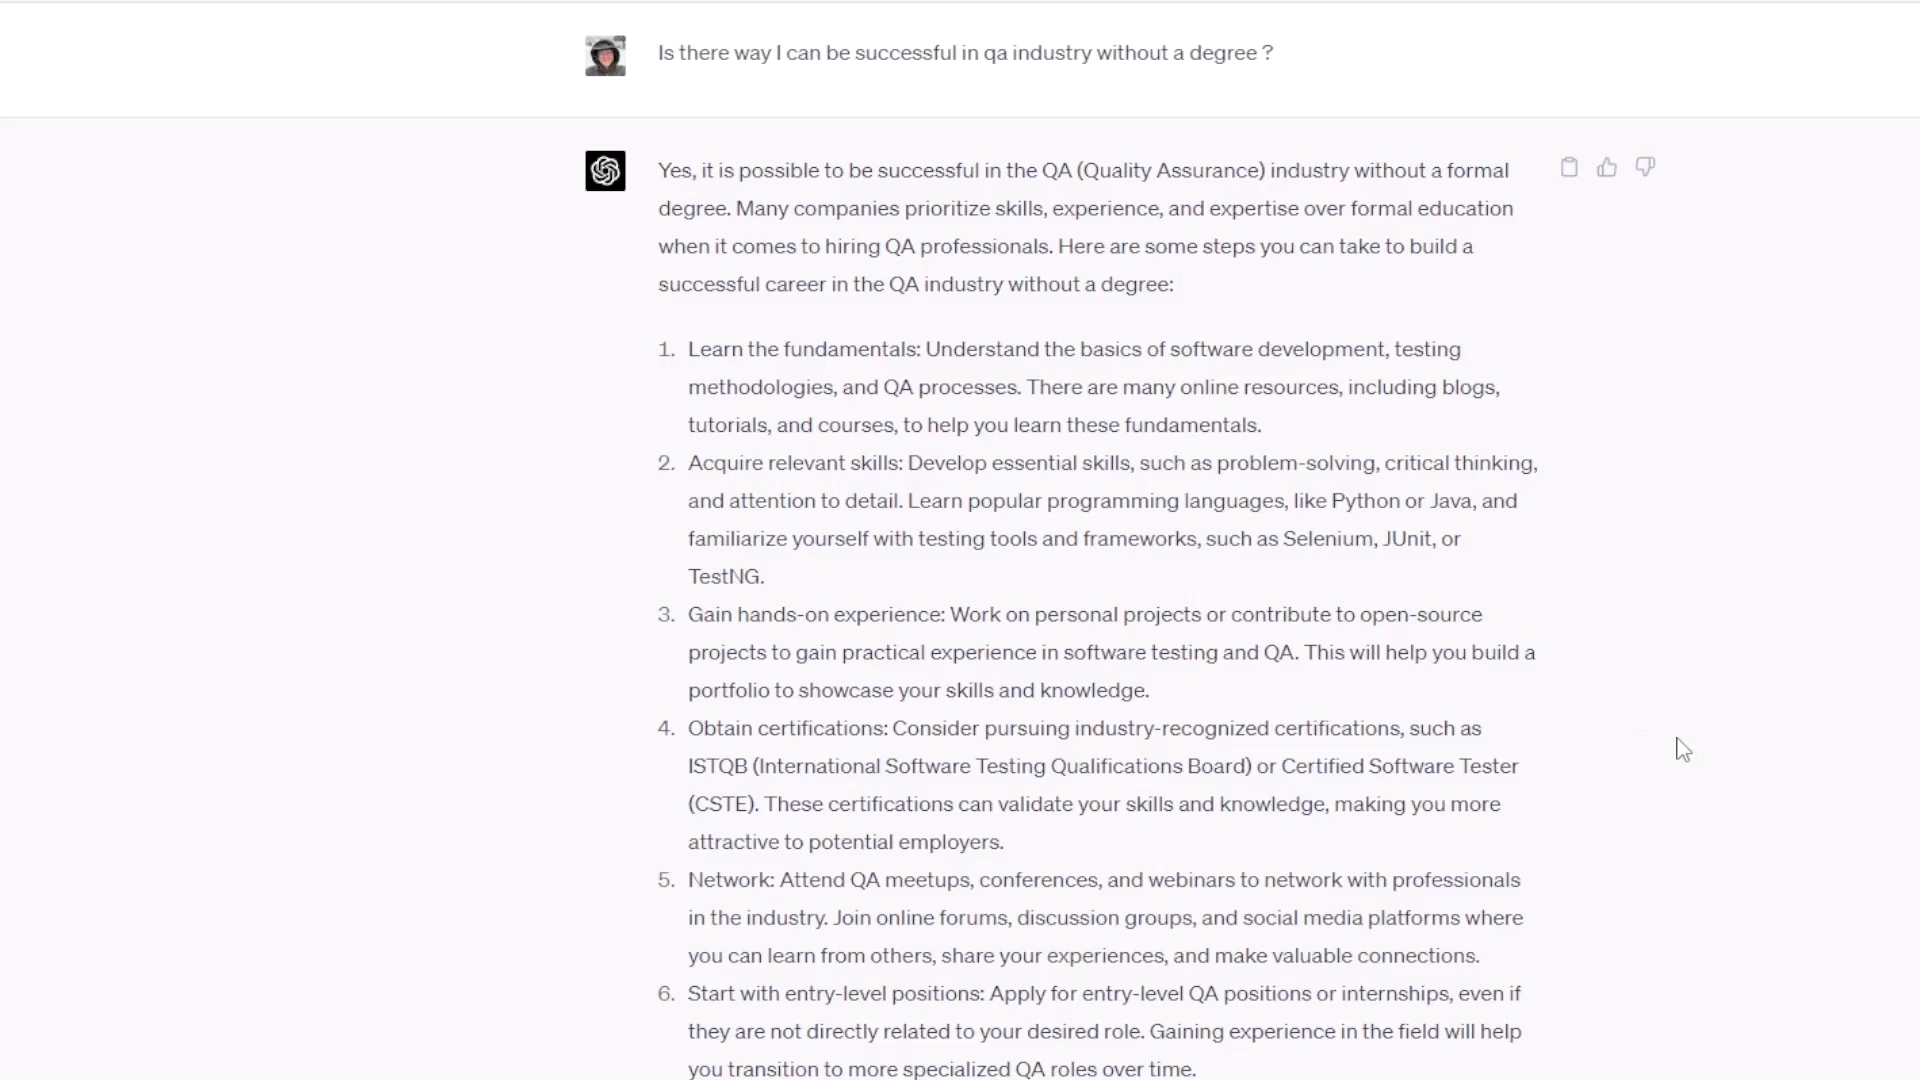 Is there way I can be successful in qa industry without a degree ?
Yes, it is possible to be successful in the QA (Quality Assurance) industry without a formal
degree. Many companies prioritize skills, experience, and expertise over formal education
when it comes to hiring QA professionals. Here are some steps you can take to build a
successful career in the QA industry without a degree:
1. Learn the fundamentals: Understand the basics of software development, testing
methodologies, and QA processes. There are many online resources, including blogs,
tutorials, and courses, to help you learn these fundamentals.
2. Acquire relevant skills: Develop essential skills, such as problem-solving, critical thinking,
and attention to detail. Learn popular programming languages, like Python or Java, and
familiarize yourself with testing tools and frameworks, such as Selenium, JUnit, or
TestNG.
3. Gain hands-on experience: Work on personal projects or contribute to open-source
projects to gain practical experience in software testing and QA. This will help you build a
portfolio to showcase your skills and knowledge.
4. Obtain certifications: Consider pursuing industry-recognized certifications, such as
ISTQB (International Software Testing Qualifications Board) or Certified Software Tester
(CSTE). These certifications can validate your skills and knowledge, making you more
attractive to potential employers.
5. Network: Attend QA meetups, conferences, and webinars to network with professionals
in the industry. Join online forums, discussion groups, and social media platforms where
you can learn from others, share your experiences, and make valuable connections.
6. Start with entry-level positions: Apply for entry-level QA positions or internships, even if
they are not directly related to your desired role. Gaining experience in the field will help
you transition to more specialized QA roles over time.